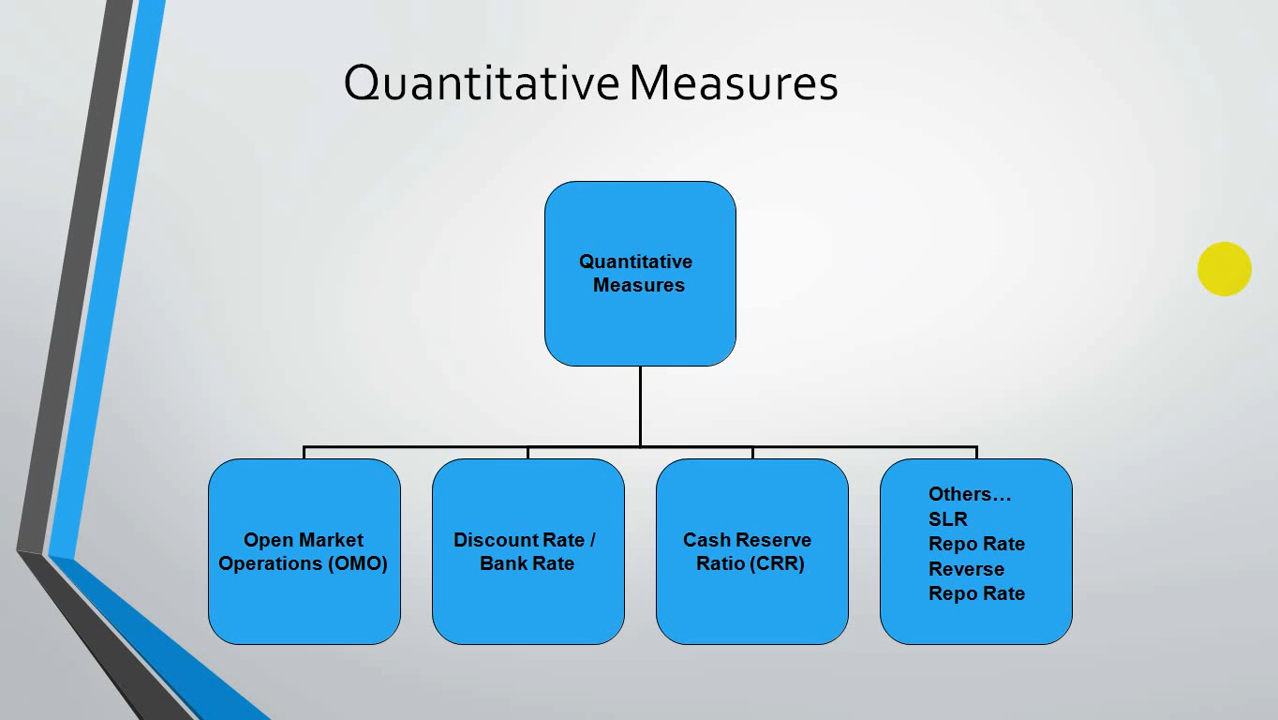 Quantitative Measures
Quantitative
Measures
Open Market
Operations (OMO)
Discount Rate /
Bank Rate
Cash Reserve
Ratio (CRR)
Others...
SLR
Repo Rate
Reverse
Repo Rate